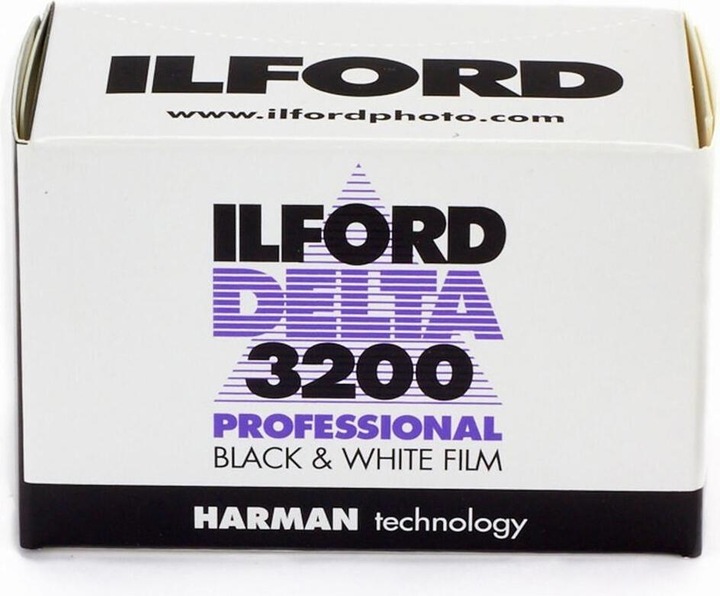 ILFORD
www.ilfordphoto.com
ILFORD
DELTA
3200
PROFESSIONAL
BLACK & WHITE FILM
HARMAN technology